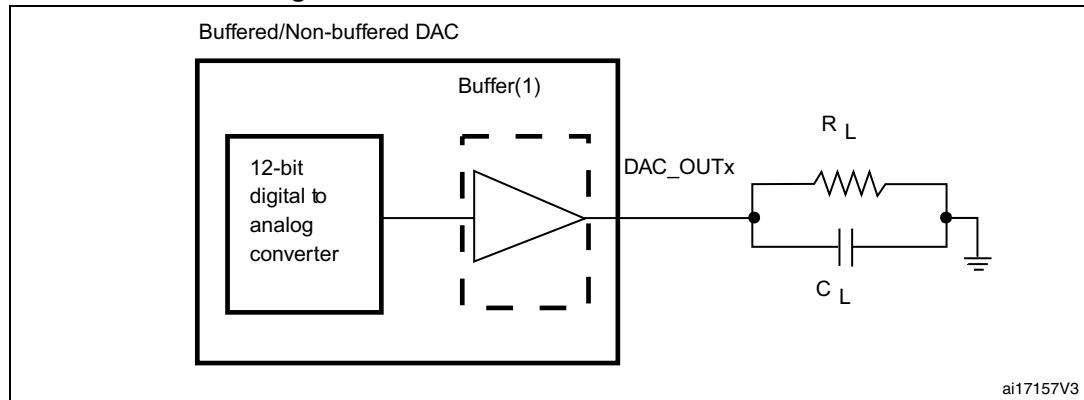 Buffered/Non-buffered DAC
Buffer(1)
12-bit
digital to
analog
converter
DAC_OUTx
R L
C L
ai17157V3